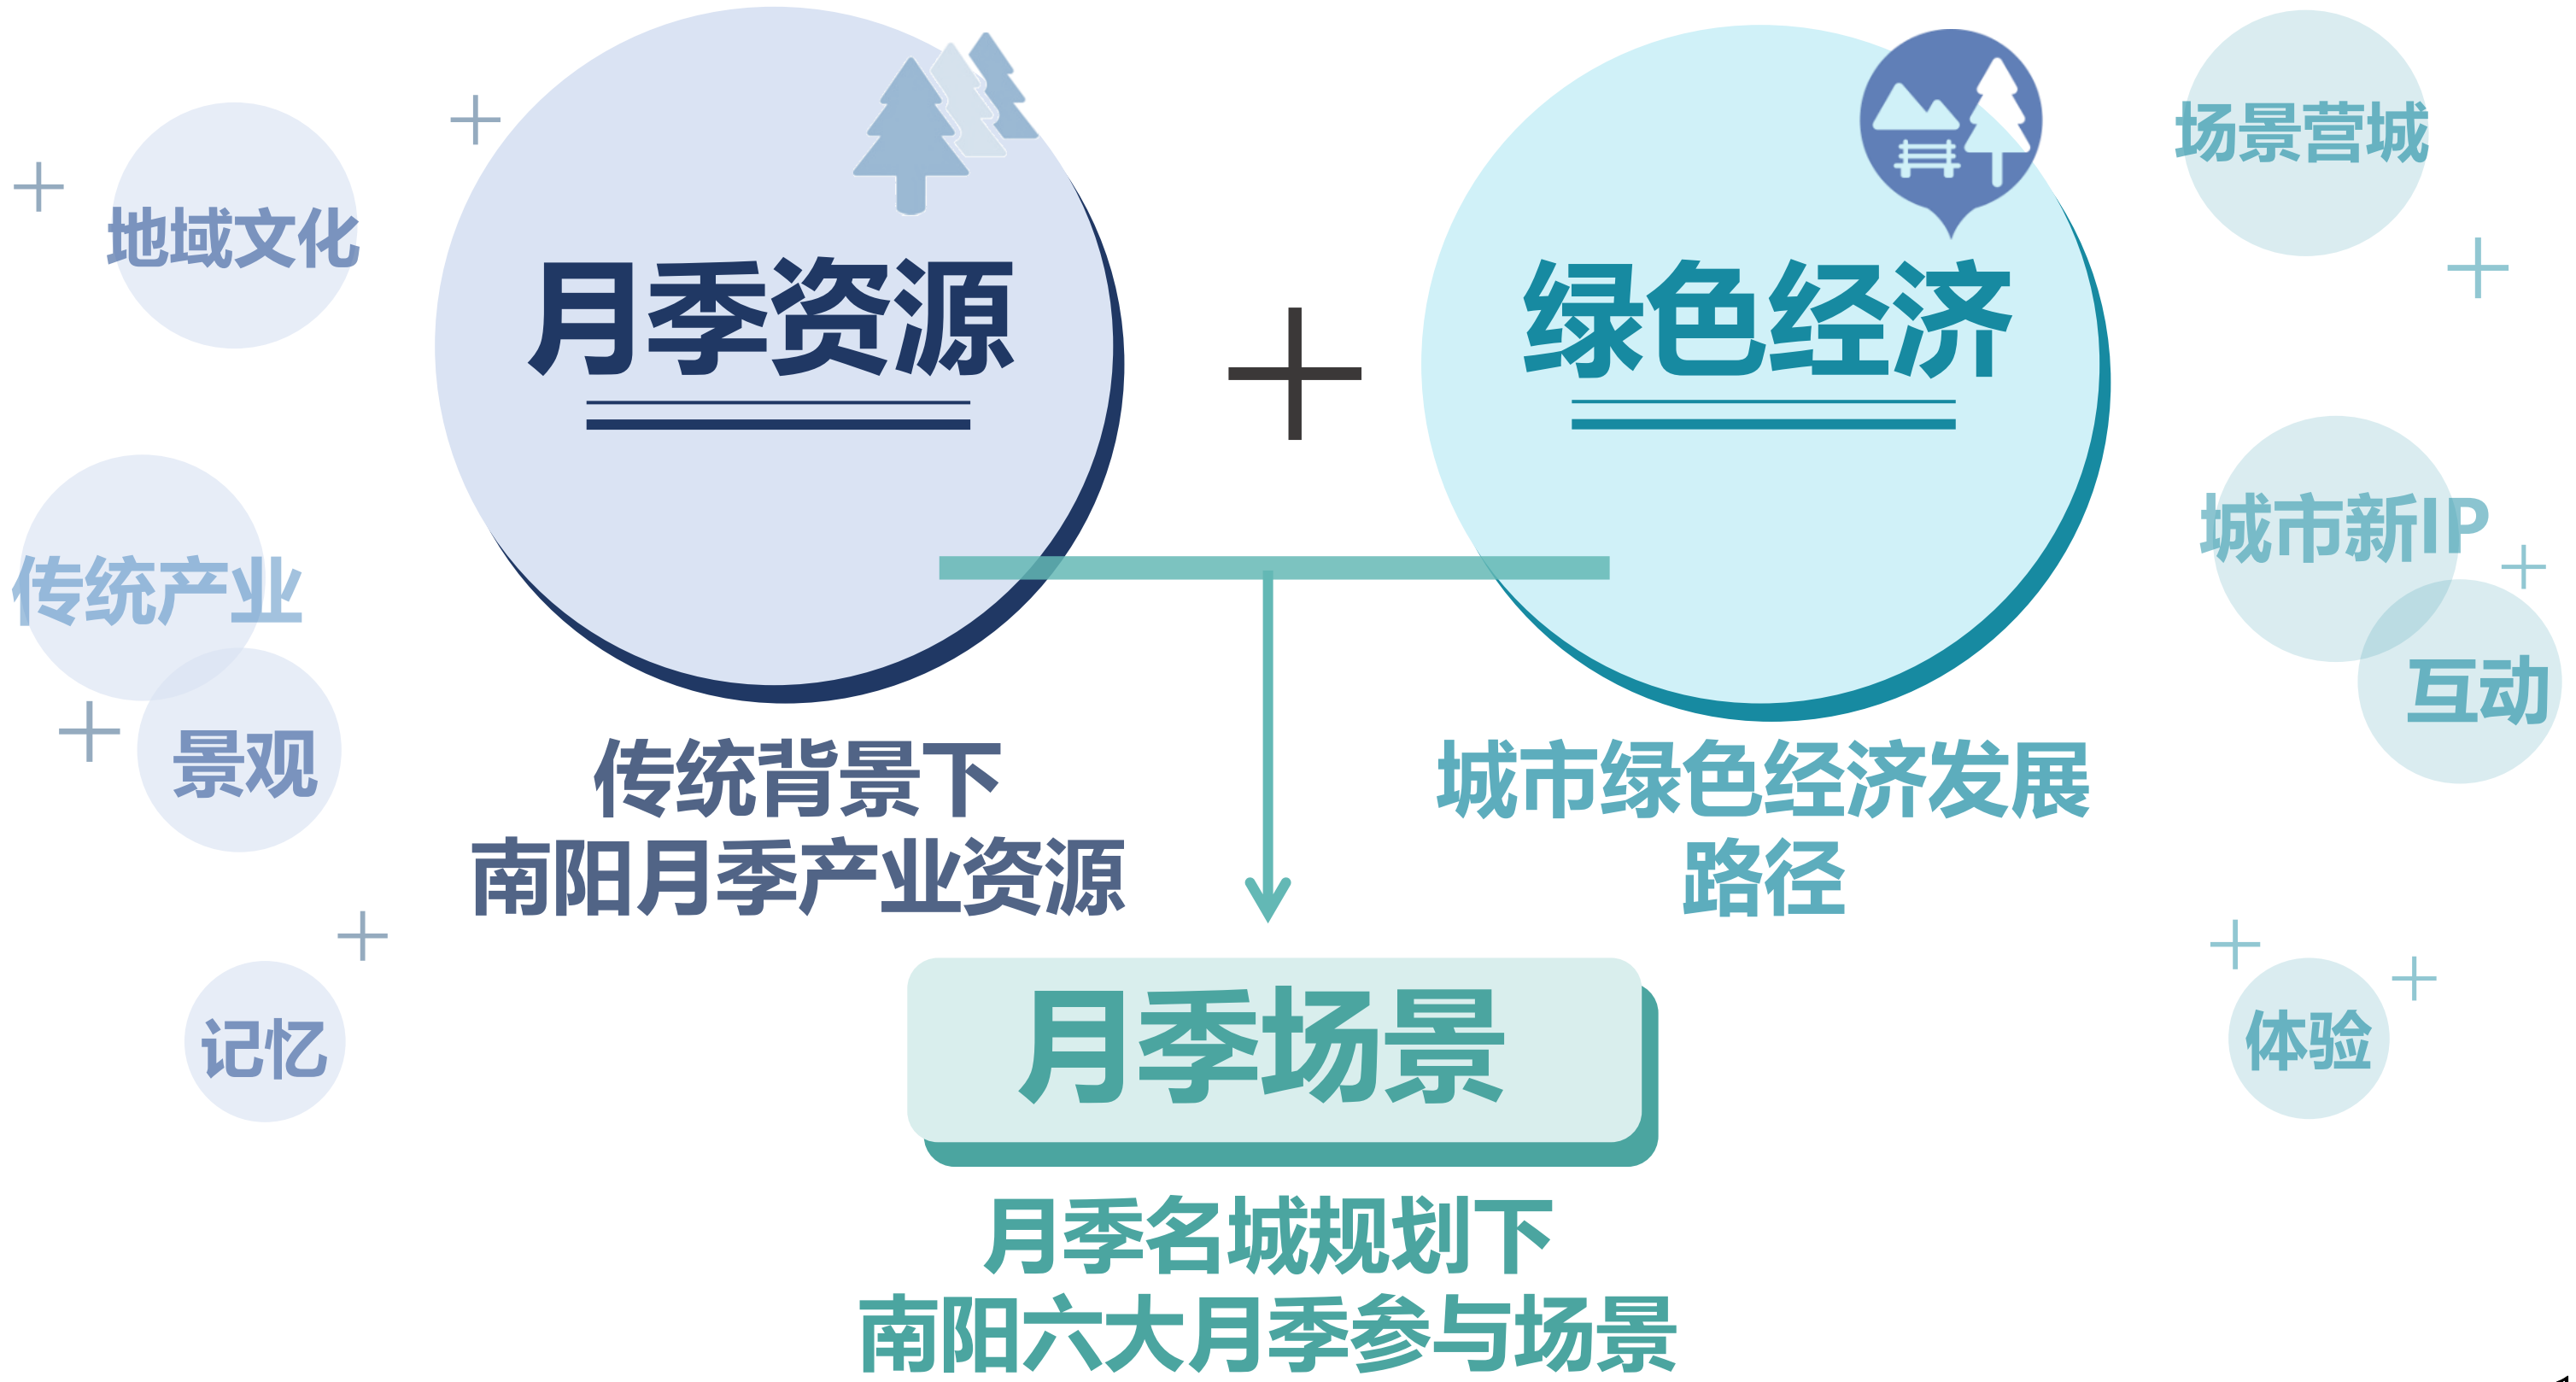 地域文化
传统产业
景观
记忆
月季资源
传统背景下
南阳月季产业资源
绿色经济
城市绿色经济发展
路径
场景营城
城市新IP
互动
体验
月季场景
月季名城规划下
南阳六大月季参与场景